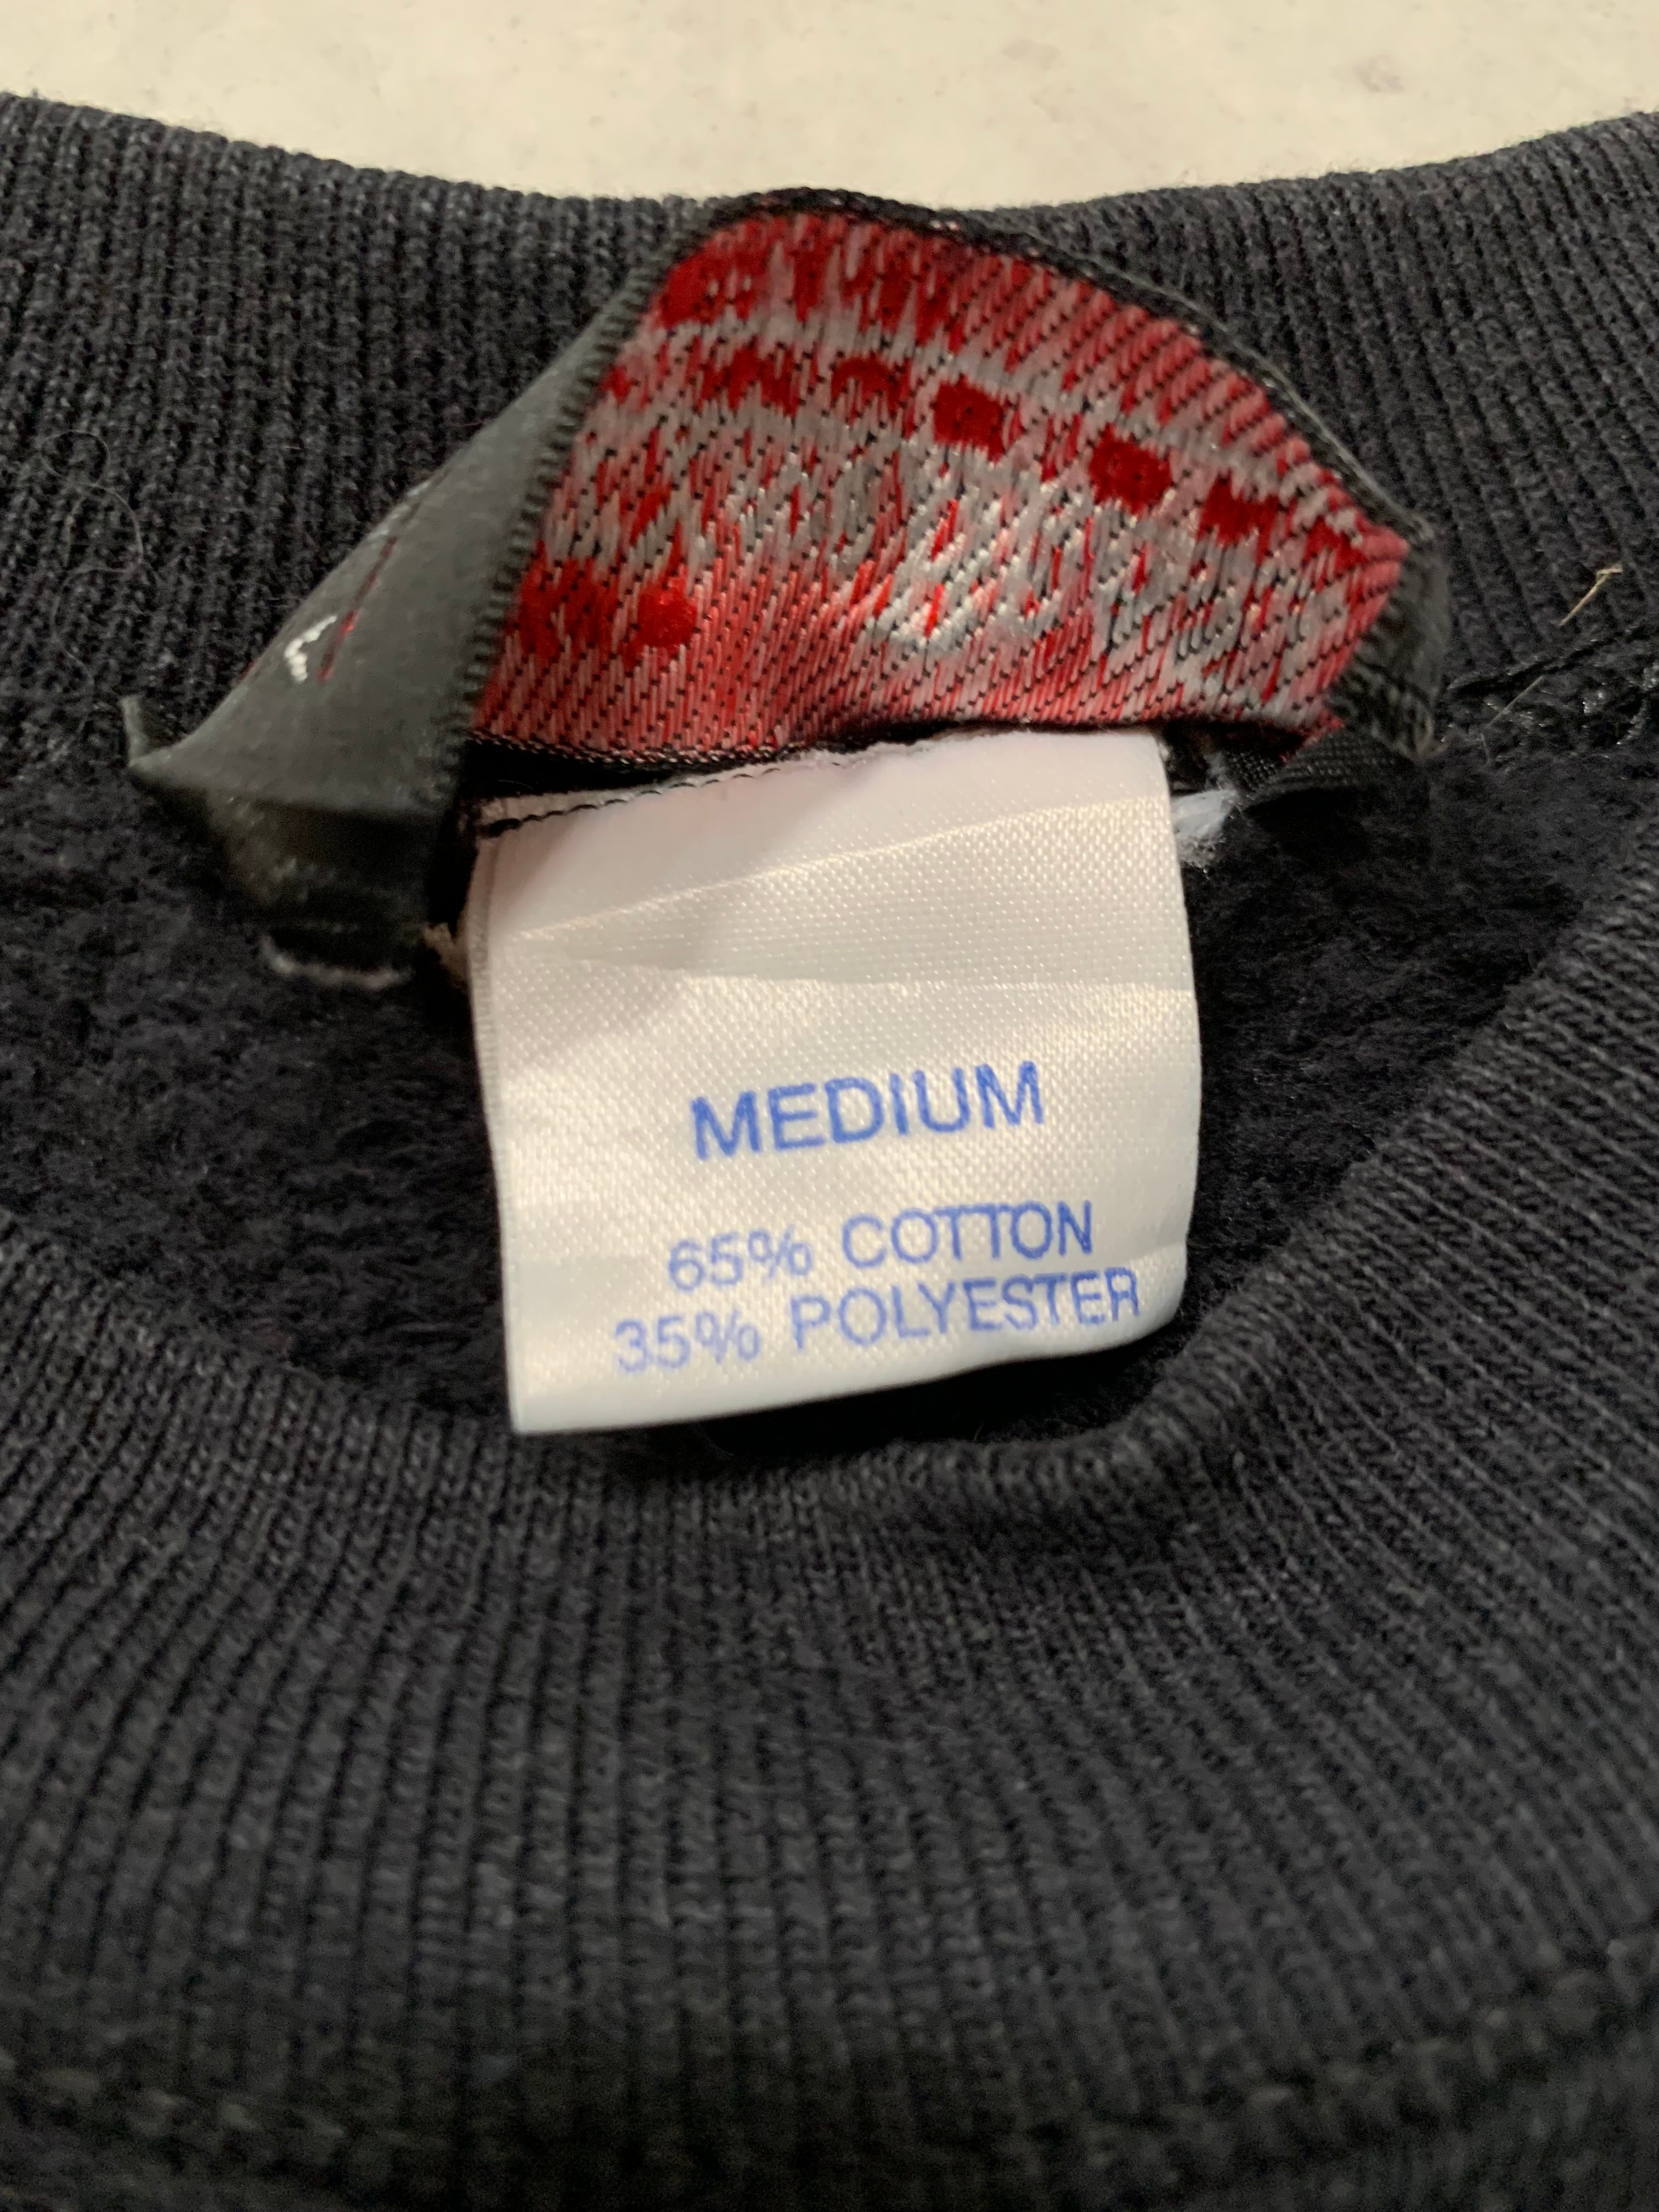 MEDIUM
65% COTTON
35% POLYESTER